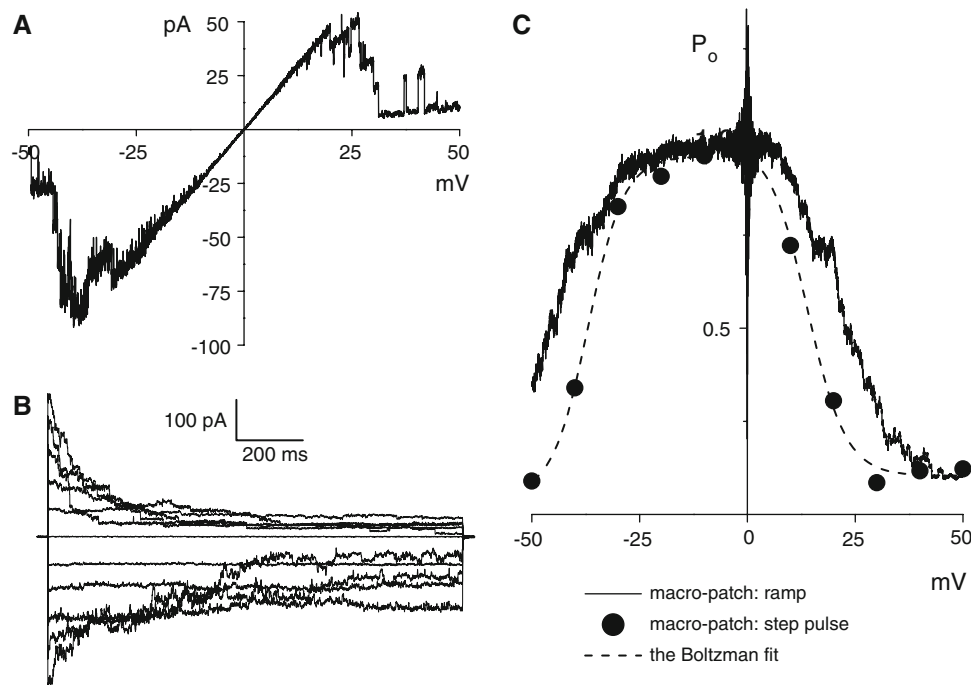 A
pA
50
25
-50
-25
25
50
mV
-25
-50
-75
-100
B
100 pA
200 ms
C
Po
0.5
-50
-25
0
25
50
mV
macro-patch: ramp
macro-patch: step pulse
the Boltzman fit